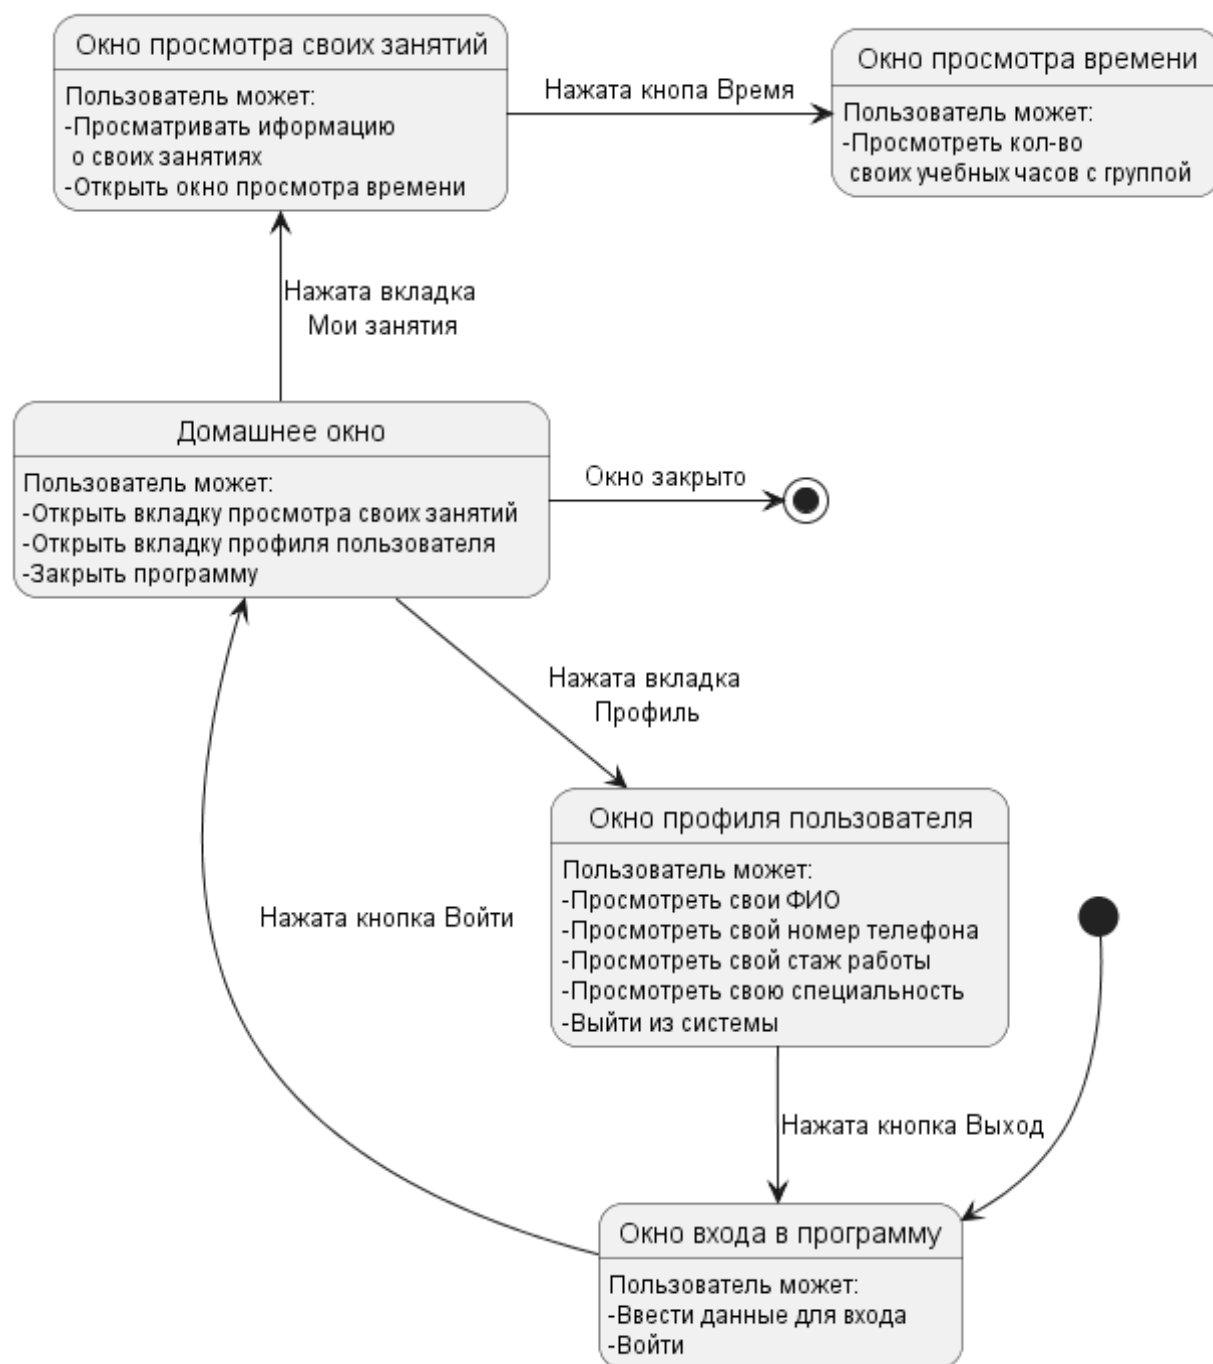 Окно просмотра своих занятий
Пользователь может:
-Просматривать иформацию
о своих занятиях
-Открыть окно просмотра времени
Нажата кнопа Время
Окно просмотра времени
Пользователь может:
-Просмотреть кол-во
своих учебных часов с группой
Нажата вкладка
Мои занятия
Домашнее окно
Пользователь может:
-Открыть вкладку просмотра своих занятий
-Открыть вкладку профиля пользователя
-Закрыть программу
Окно закрыто
Нажата вкладка
Профиль
Окно профиля пользователя
Пользователь может:
-Просмотреть свои ФИО
-Просмотреть свой номер телефона
-Просмотреть свой стаж работы
-Просмотреть свою специальность
-Выйти из системы
Нажата кнопка Войти
Нажата кнопка Выход
Окно входа в программу
Пользователь может:
-Ввести данные для входа
-Войти